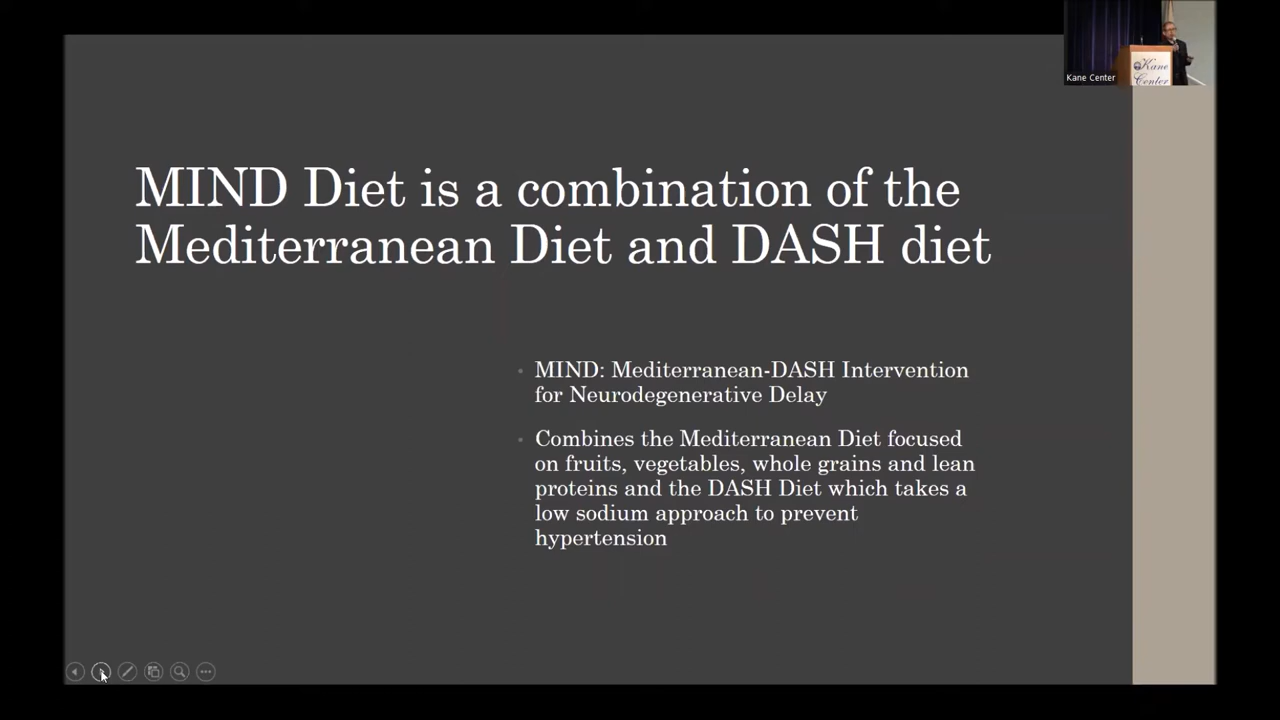 Kane
Center
Kane Center
MIND Diet is a combination of the
Mediterranean Diet and DASH diet
MIND: Mediterranean-DASH Intervention
for Neurodegenerative Delay
Combines the Mediterranean Diet focused
on fruits, vegetables, whole grains and lean
proteins and the DASH Diet which takes a
low sodium approach to prevent
hypertension